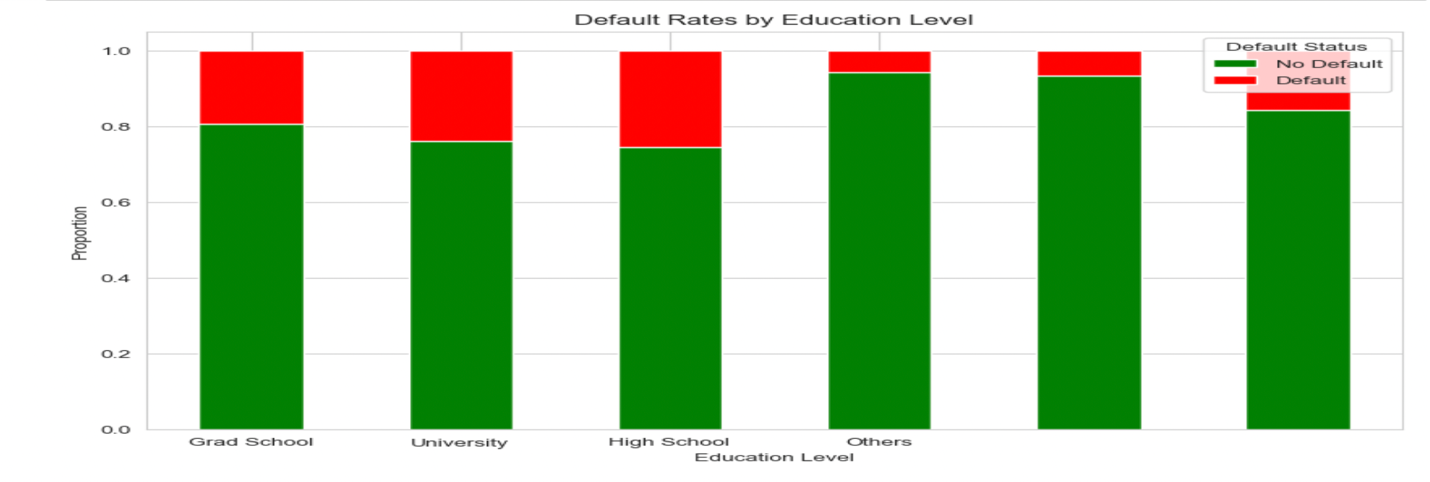 Default Rates by Education Level
Default Status
No Default
Default
1.0
0.8
0.6
0.4
0.2
0.0
Proportion
Grad School University High School Others
Education Level